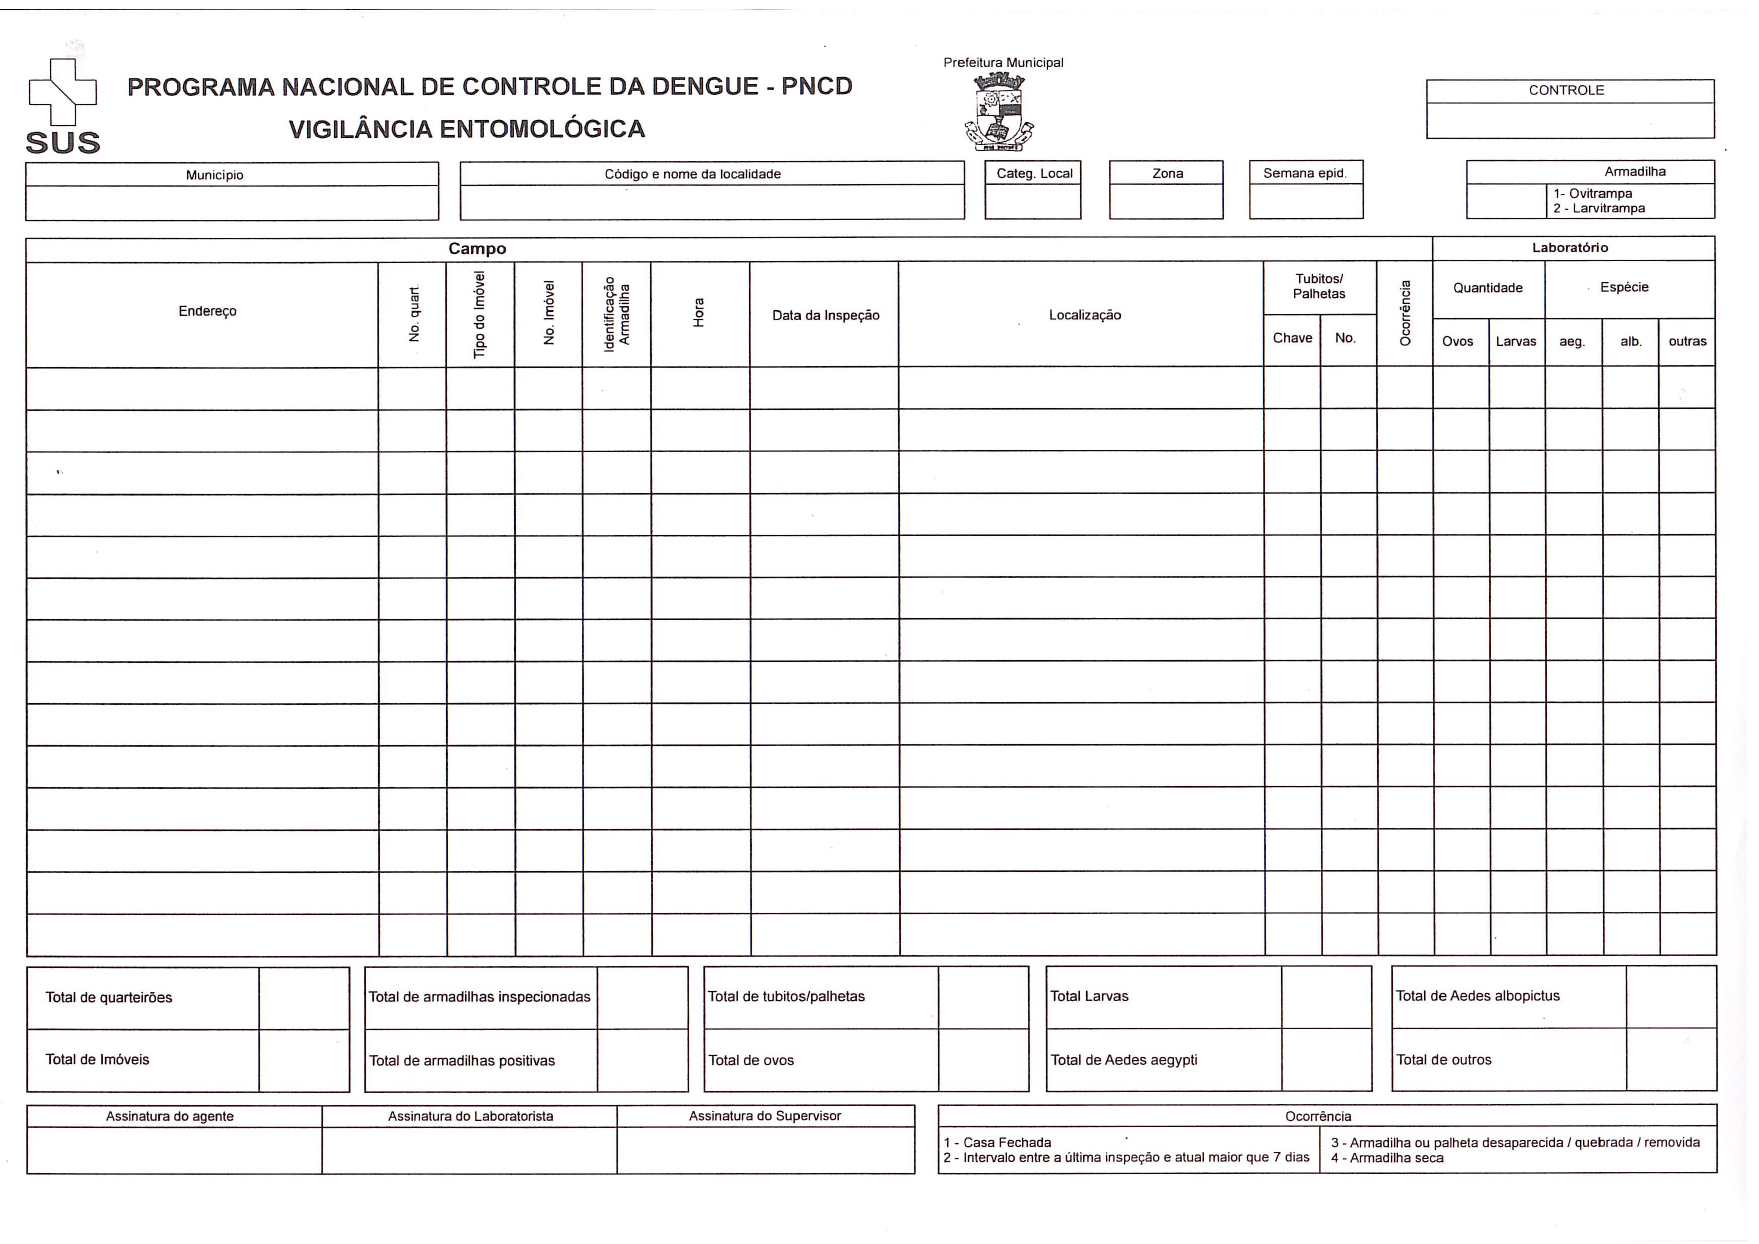 Prefeitura Municipal
PROGRAMA NACIONAL DE CONTROLE DA DENGUE - PNCD
VIGILÂNCIA ENTOMOLÓGICA
SUS
CONTROLE
Município
Código e nome da localidade
Categ. Local
Zona
Semana epid.
Armadilha
1- Ovitrampa
2 - Larvitrampa
Campo
Laboratório
Endereço
No. quart.
Tipo do Imóvel
No. Imóvel
Identificação
Armadilha
Hora
Data da Inspeção
Localização
Tubitos/
Palhetas
Chave
No.
Ocorrência
Quantidade
Espécie
Ovos
Larvas
aeg.
alb.
outras
Total de quarteirões
Total de armadilhas inspecionadas
Total de tubitos/palhetas
Total Larvas
Total de Aedes albopictus
Total de Imóveis
Total de armadilhas positivas
Total de ovos
Total de Aedes aegypti
Total de outros
Assinatura do agente
Assinatura do Laboratorista
Assinatura do Supervisor
Ocorrência
1 - Casa Fechada
2 - Intervalo entre a última inspeção e atual maior que 7 dias
3 - Armadilha ou palheta desaparecida / quebrada / removida
4 - Armadilha seca